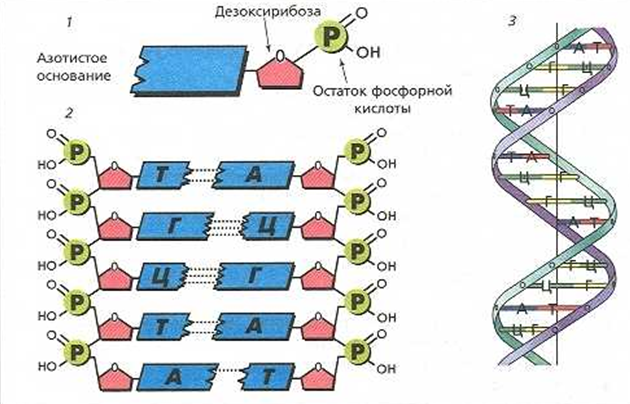 1
Дезоксирибоза
Азотистое
основание
O
O
P
OH
Остаток фосфорной
кислоты
2
O P O Т А O P O
HO OH
O P O Г Ц O P O
HO OH
O P O Ц Г O P O
HO OH
O P O Т А O P O
HO OH
O P O А Т O P O
HO OH
3
А Т
Г Ц
Ц Г
Т А
Т А
Ц Г
Г Ц
А Т
Г Ц
Ц Г
А Т
Ц Г